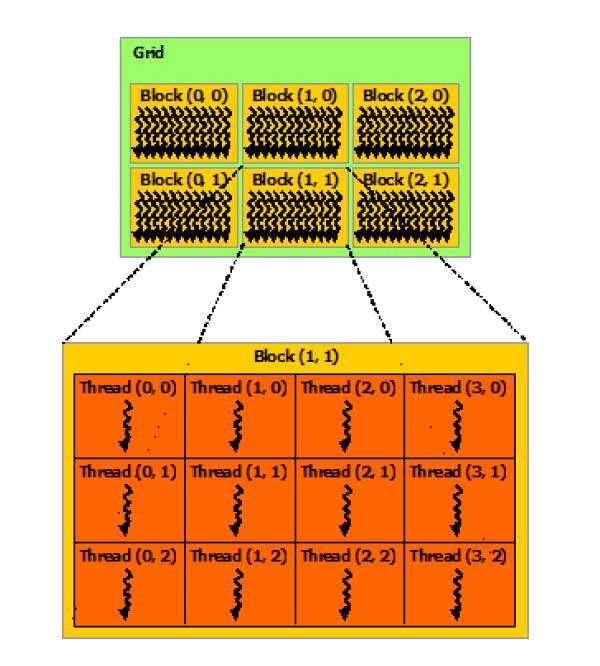 Grid
Block (0, 0) Block (1, 0) Block (2, 0)
Block (0, 1) Block (1, 1) Block (2, 1)
Block (1, 1)
Thread (0, 0) Thread (1, 0) Thread (2, 0) Thread (3, 0)
Thread (0, 1) Thread (1, 1) Thread (2, 1) Thread (3, 1)
Thread (0, 2) Thread (1, 2) Thread (2, 2) Thread (3, 2)